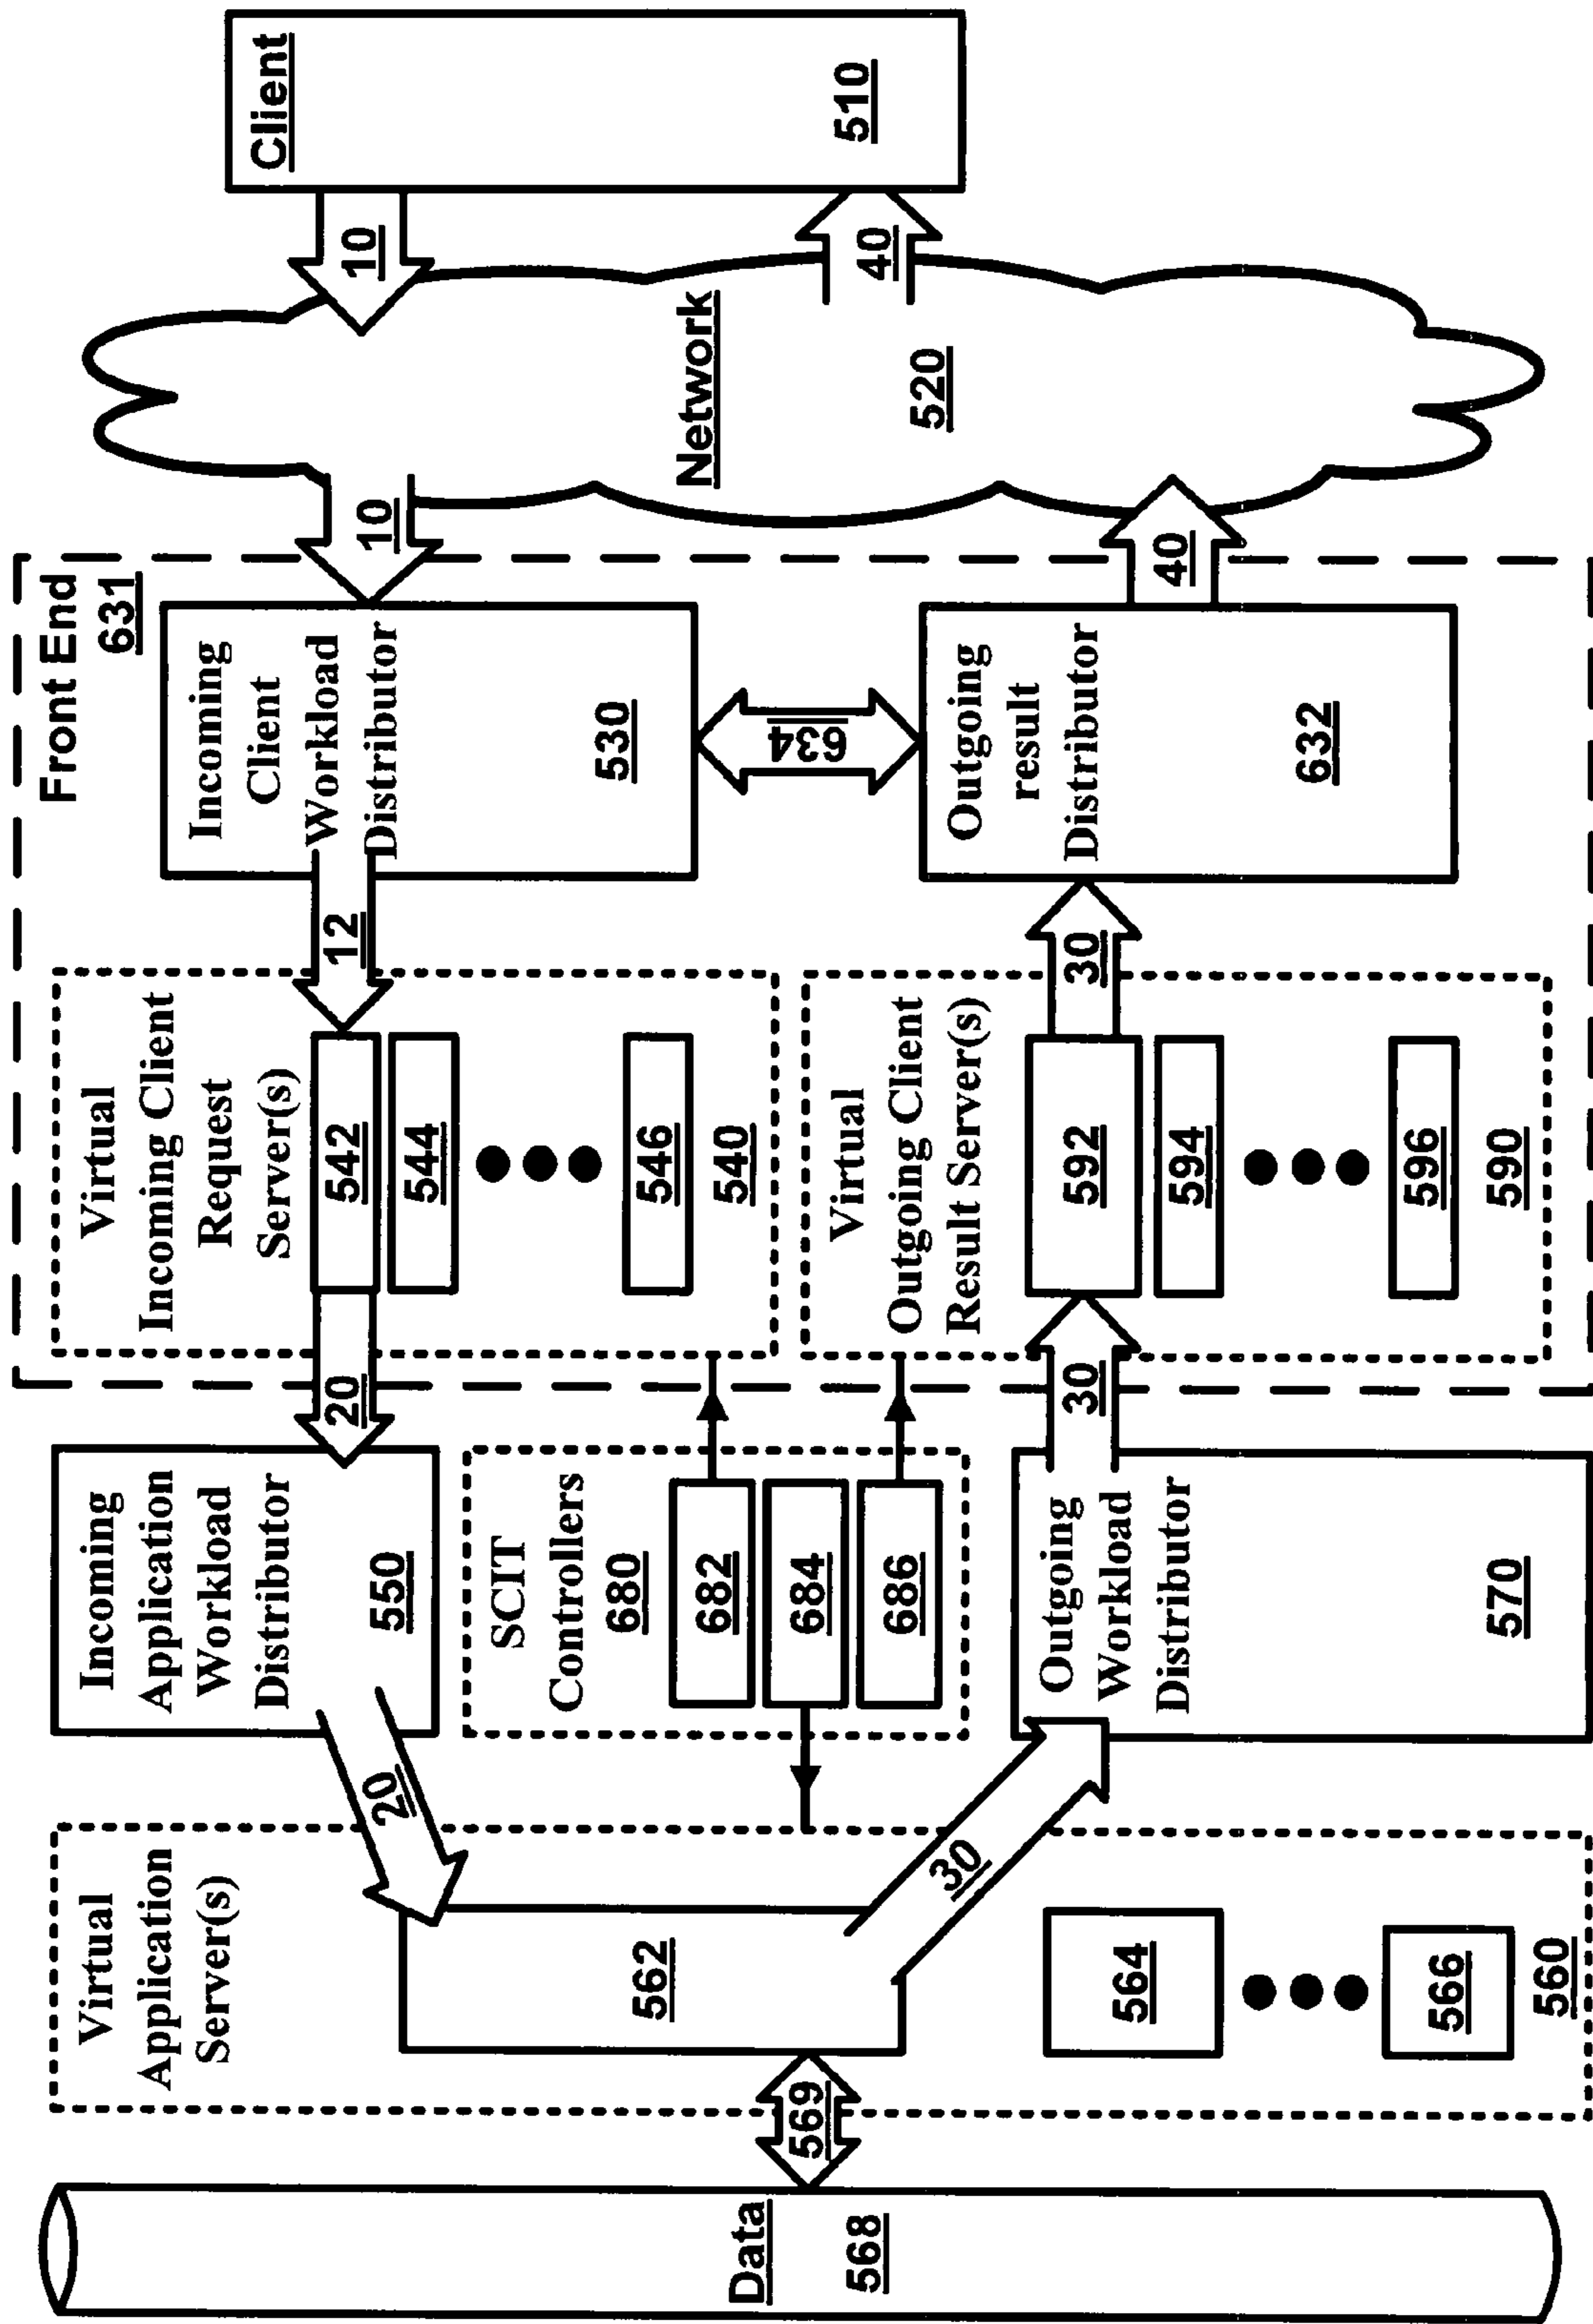 Client
510
10
40
Network
520
10
40
Front End
631
Incoming
Client
Workload
Distributor
530
634
Outgoing
result
Distributor
632
12
30
Virtual
Incoming Client
Request
Server(s)
542
544
546
540
Virtual
Outgoing Client
Result Server(s)
592
594
596
590
20
30
Incoming
Application
Workload
Distributor
550
SCIT
Controllers
680
682
684
686
Outgoing
Workload
Distributor
570
20
30
Virtual
Application
Server(s)
562
564
566
560
569
Data
568